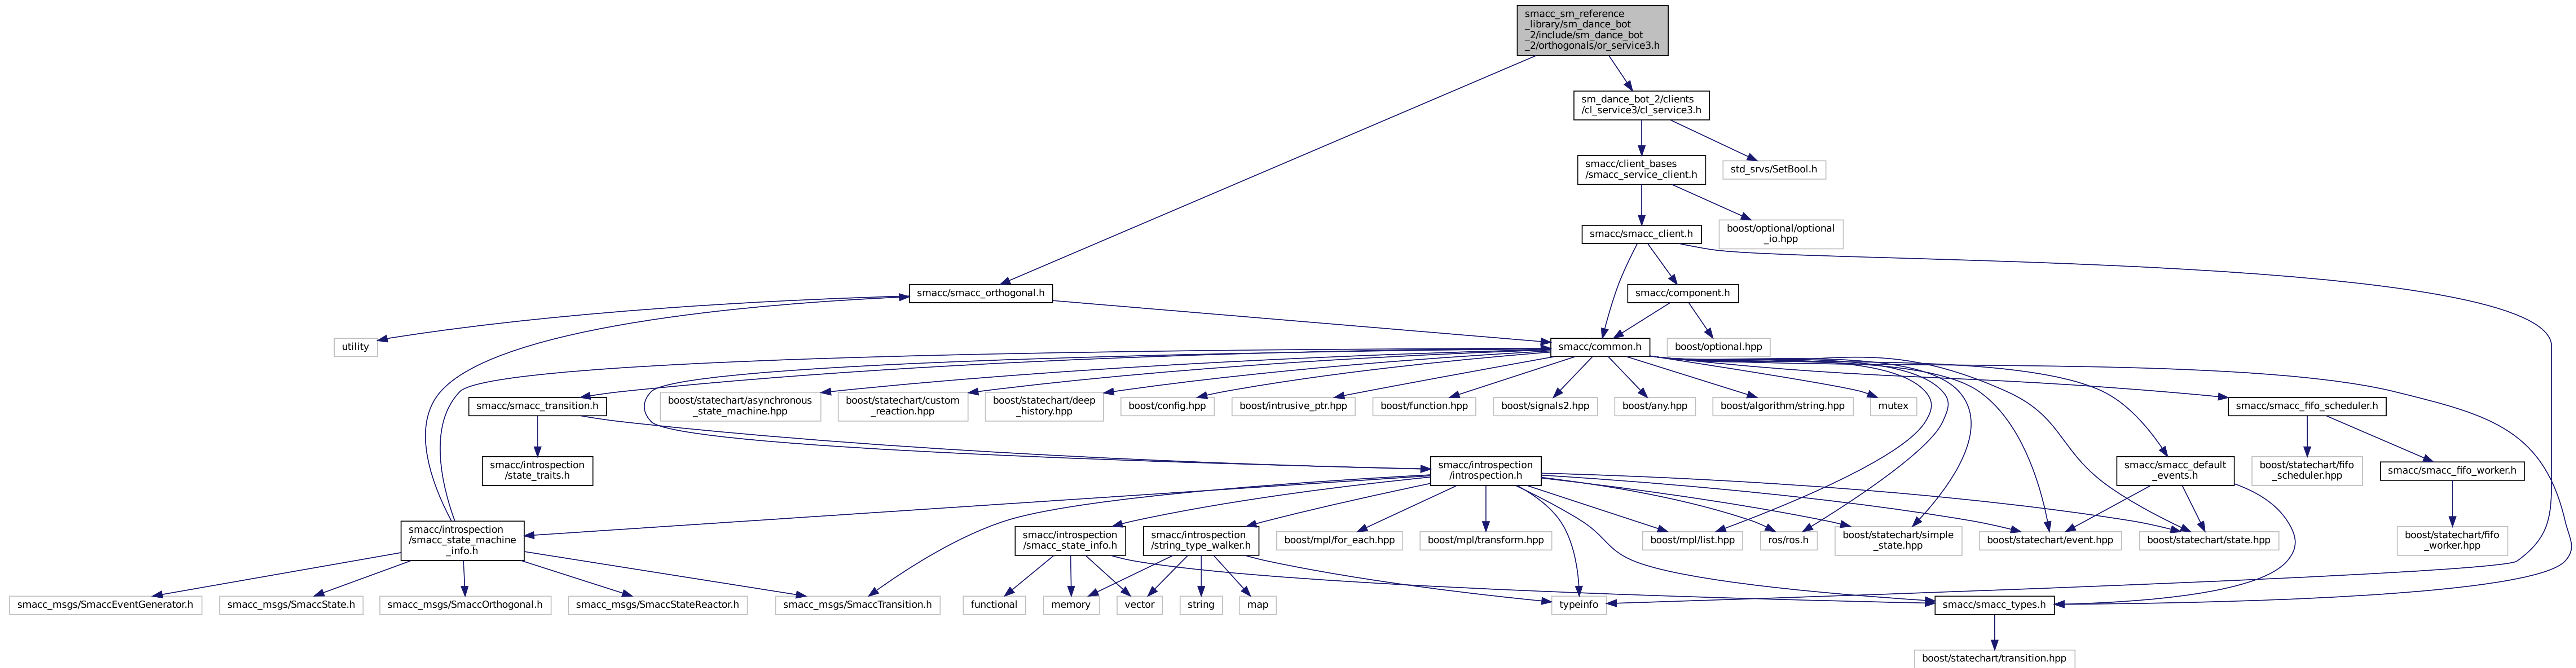 smacc_sm_reference
_library/sm_dance_bot
_2/include/sm_dance_bot
_2/orthogonals/or_service3.h
sm_dance_bot_2/clients
/cl_service3/cl_service3.h
smacc/client_bases
/smacc_service_client.h
std_srvs/SetBool.h
smacc/smacc_client.h
boost/optional/optional
_io.hpp
smacc/smacc_orthogonal.h
smacc/component.h
utility
smacc/common.h
boost/optional.hpp
smacc/smacc_transition.h
boost/statechart/asynchronous
_state_machine.hpp
boost/statechart/custom
_reaction.hpp
boost/statechart/deep
_history.hpp
boost/config.hpp
boost/intrusive_ptr.hpp
boost/function.hpp
boost/signals2.hpp
boost/any.hpp
boost/algorithm/string.hpp
mutex
smacc/smacc_fifo_scheduler.h
smacc/introspection
/state_traits.h
smacc/introspection
/introspection.h
smacc/smacc_default
_events.h
boost/statechart/fifo
_scheduler.hpp
smacc/smacc_fifo_worker.h
smacc/introspection
/smacc_state_machine
_info.h
smacc/introspection
/smacc_state_info.h
smacc/introspection
/string_type_walker.h
boost/mpl/for_each.hpp
boost/mpl/transform.hpp
boost/mpl/list.hpp
ros/ros.h
boost/statechart/simple
_state.hpp
boost/statechart/event.hpp
boost/statechart/state.hpp
boost/statechart/fifo
_worker.hpp
smacc_msgs/SmaccEventGenerator.h
smacc_msgs/SmaccState.h
smacc_msgs/SmaccOrthogonal.h
smacc_msgs/SmaccStateReactor.h
smacc_msgs/SmaccTransition.h
functional
memory
vector
string
map
typeinfo
smacc/smacc_types.h
boost/statechart/transition.hpp